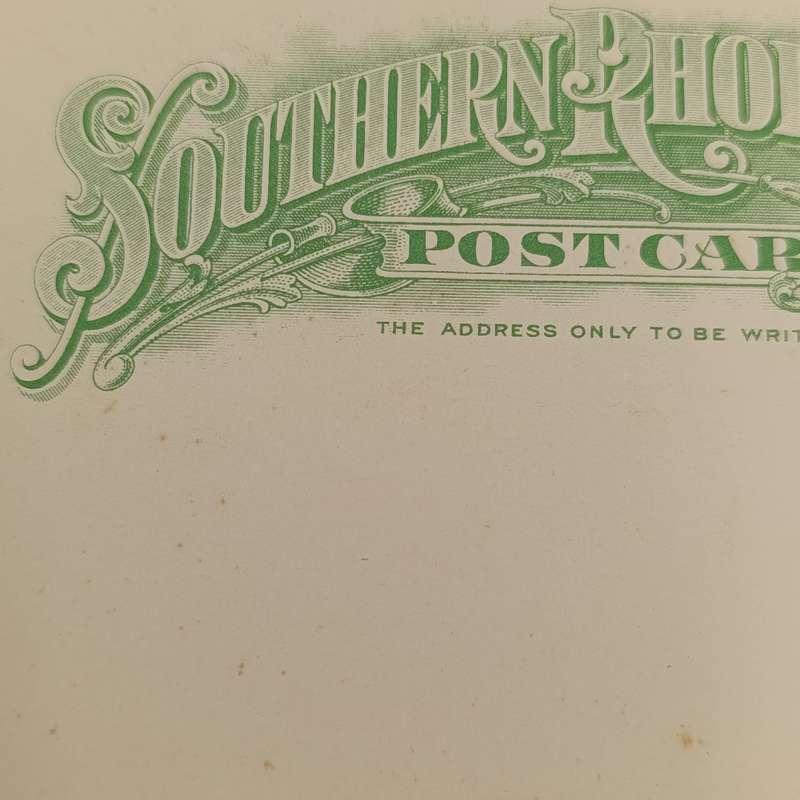 SOUTHERN RHO
POST CAR
THE ADDRESS ONLY TO BE WRIT